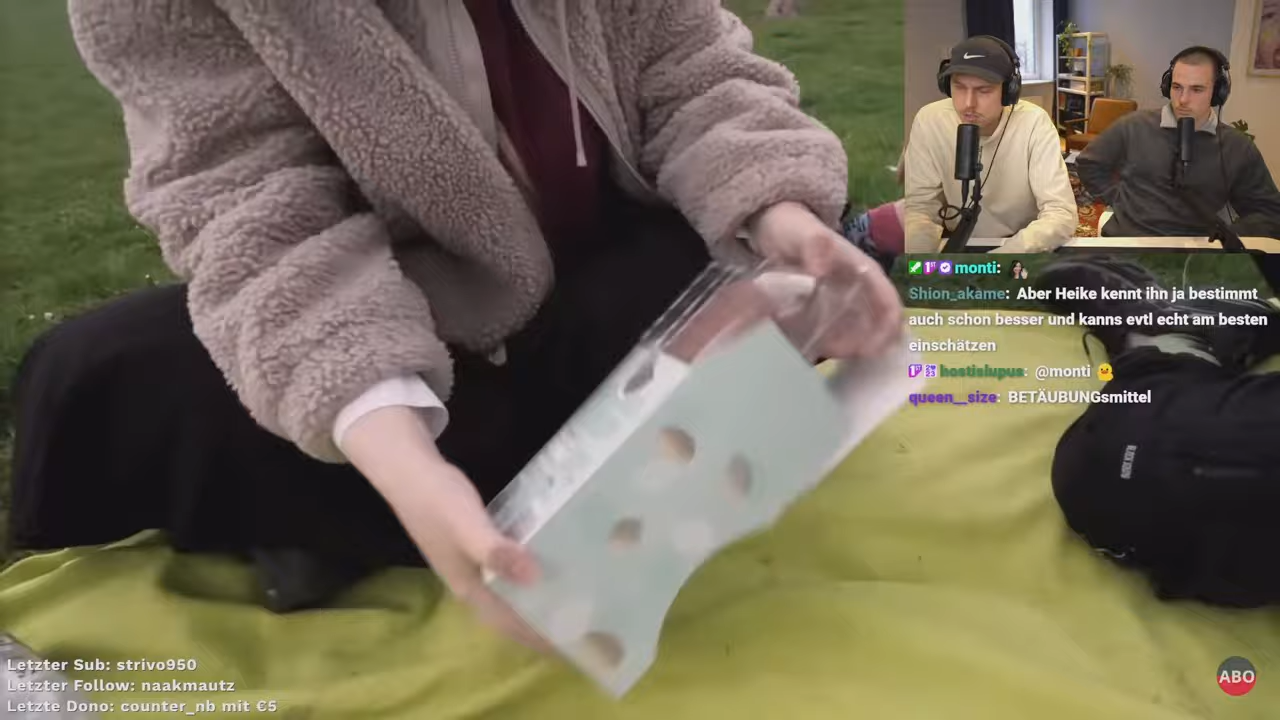 monti:
Shion_akame: Aber Heike kennt ihn ja bestimmt
auch schon besser und kanns evtl echt am besten
einschätzen
hostislupus: @monti
queen__size: BETÄUBUNGsmittel
Letzter Sub: strivo950
Letzter Follow: naakmautz
Letzte Dono: counter_nb mit €5
ABO